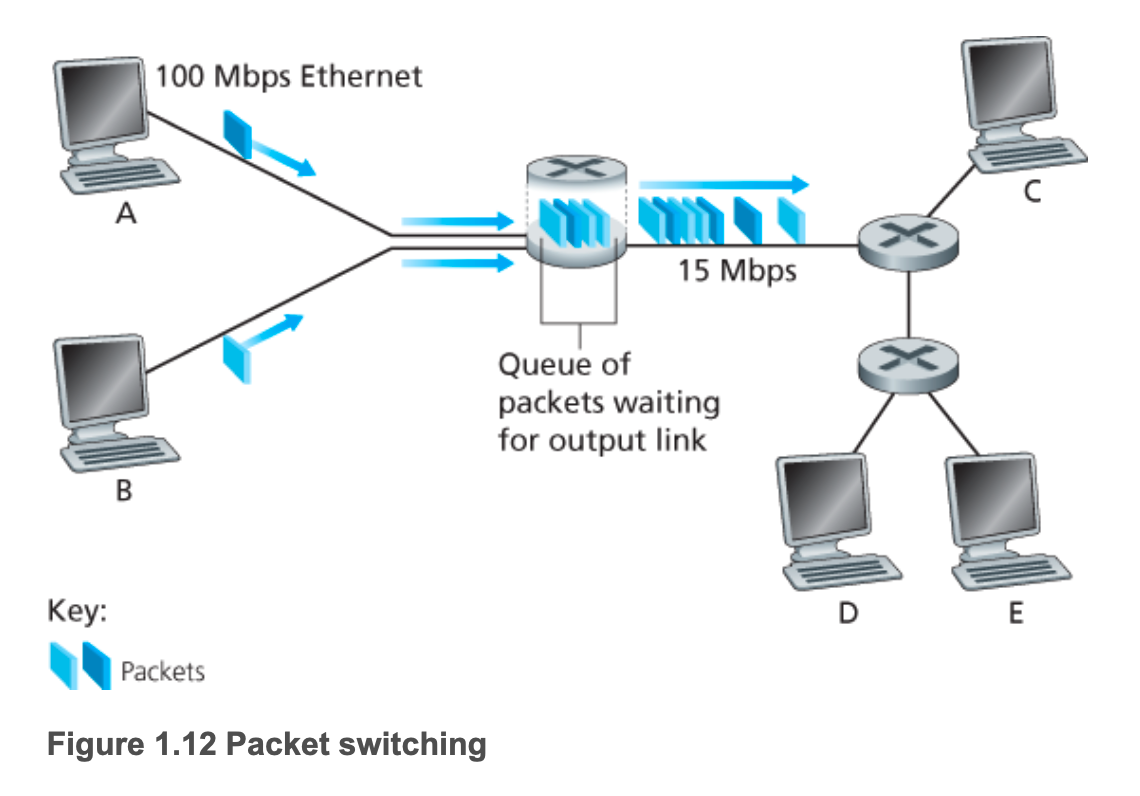 100 Mbps Ethernet
A
C
15 Mbps
Queue of
packets waiting
for output link
B
D
E
Key:
Packets
Figure 1.12 Packet switching